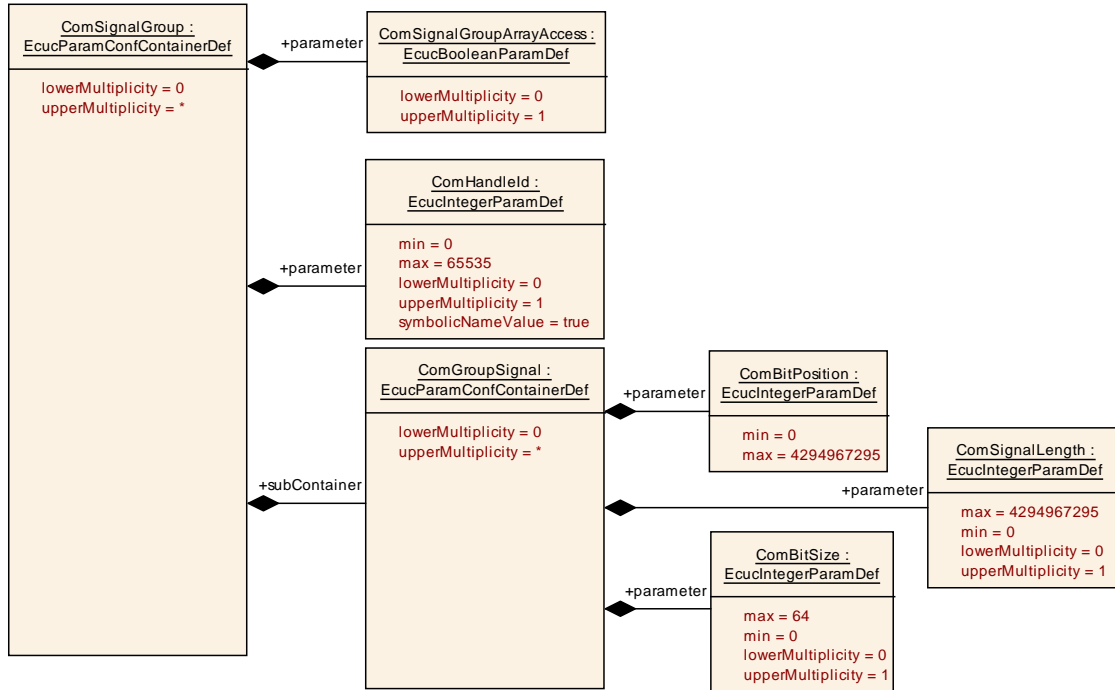 ComSignalGroup :
EcucParamConfContainerDef
lowerMultiplicity = 0
upperMultiplicity = *
+parameter
ComSignalGroupArrayAccess:
EcucBooleanParamDef
lowerMultiplicity = 0
upperMultiplicity = 1
+parameter
ComHandleId :
EcucIntegerParamDef
min = 0
max = 65535
lowerMultiplicity = 0
upperMultiplicity = 1
symbolicNameValue = true
+subContainer
ComGroupSignal :
EcucParamConfContainerDef
lowerMultiplicity = 0
upperMultiplicity = *
+parameter
ComBitPosition :
EcucIntegerParamDef
min = 0
max = 4294967295
+parameter
ComSignalLength :
EcucIntegerParamDef
max = 4294967295
min = 0
lowerMultiplicity = 0
upperMultiplicity = 1
+parameter
ComBitSize :
EcucIntegerParamDef
max = 64
min = 0
lowerMultiplicity = 0
upperMultiplicity = 1